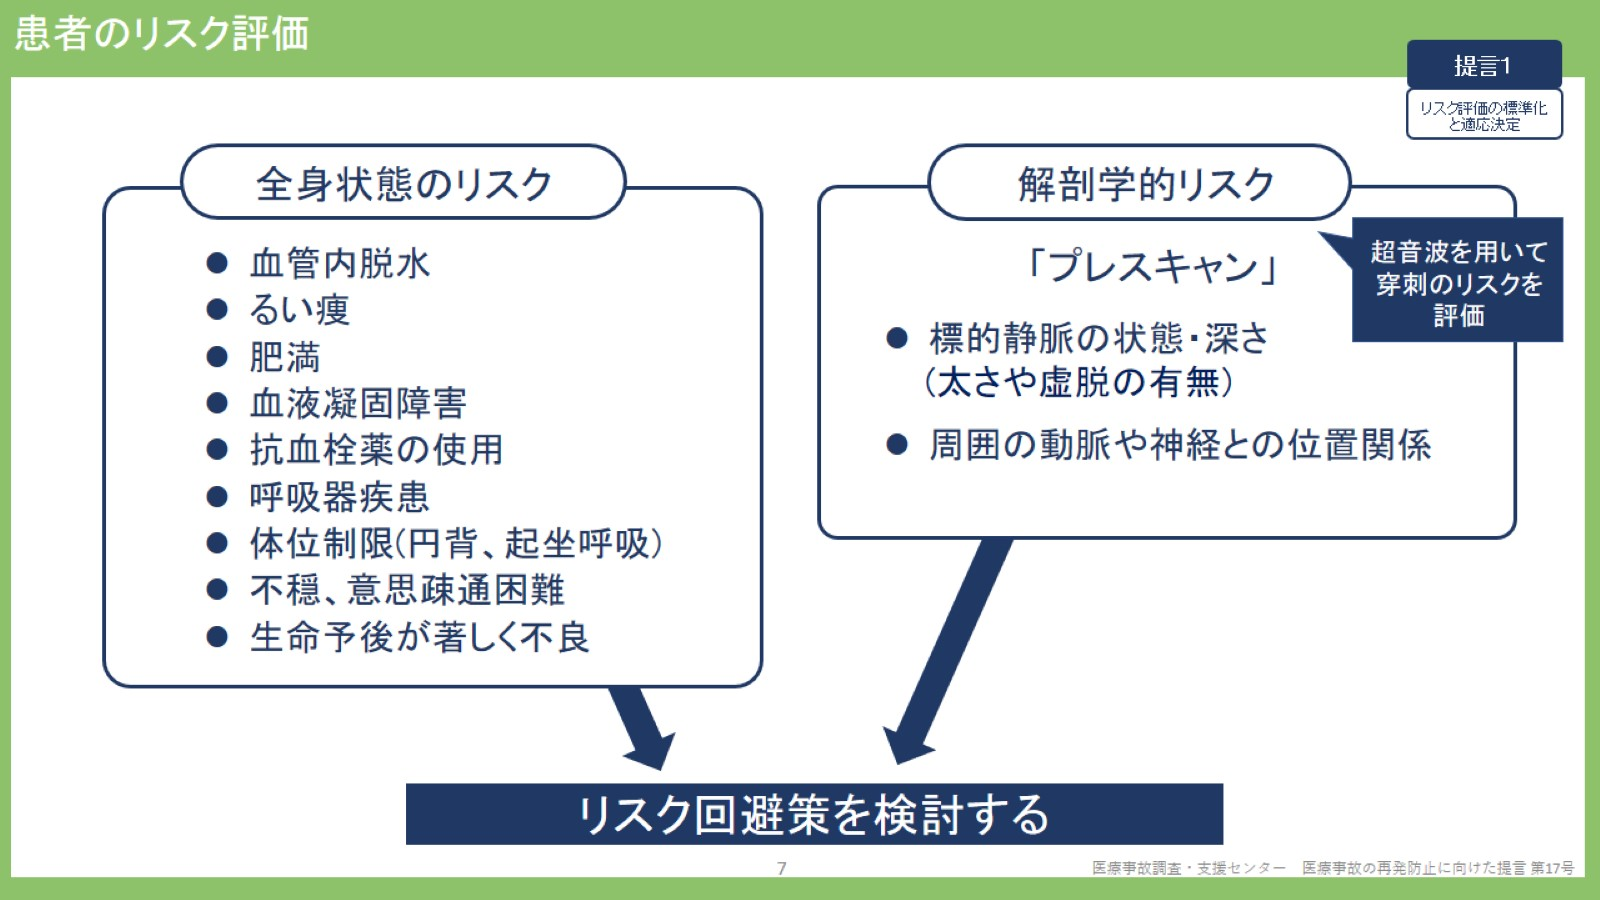 患者のリスク評価
提言1
リスク評価の標準化
と適応決定
全身状態のリスク
● 血管内脱水
● るい痩
● 肥満
● 血液凝固障害
● 抗血栓薬の使用
● 呼吸器疾患
● 体位制限(円背、起坐呼吸)
● 不穏、意思疎通困難
● 生命予後が著しく不良
解剖学的リスク
「プレスキャン」
超音波を用いて
穿刺のリスクを
評価
● 標的静脈の状態・深さ
(太さや虚脱の有無)
● 周囲の動脈や神経との位置関係
リスク回避策を検討する
7
医療事故調査・支援センター　医療事故の再発防止に向けた提言 第17号